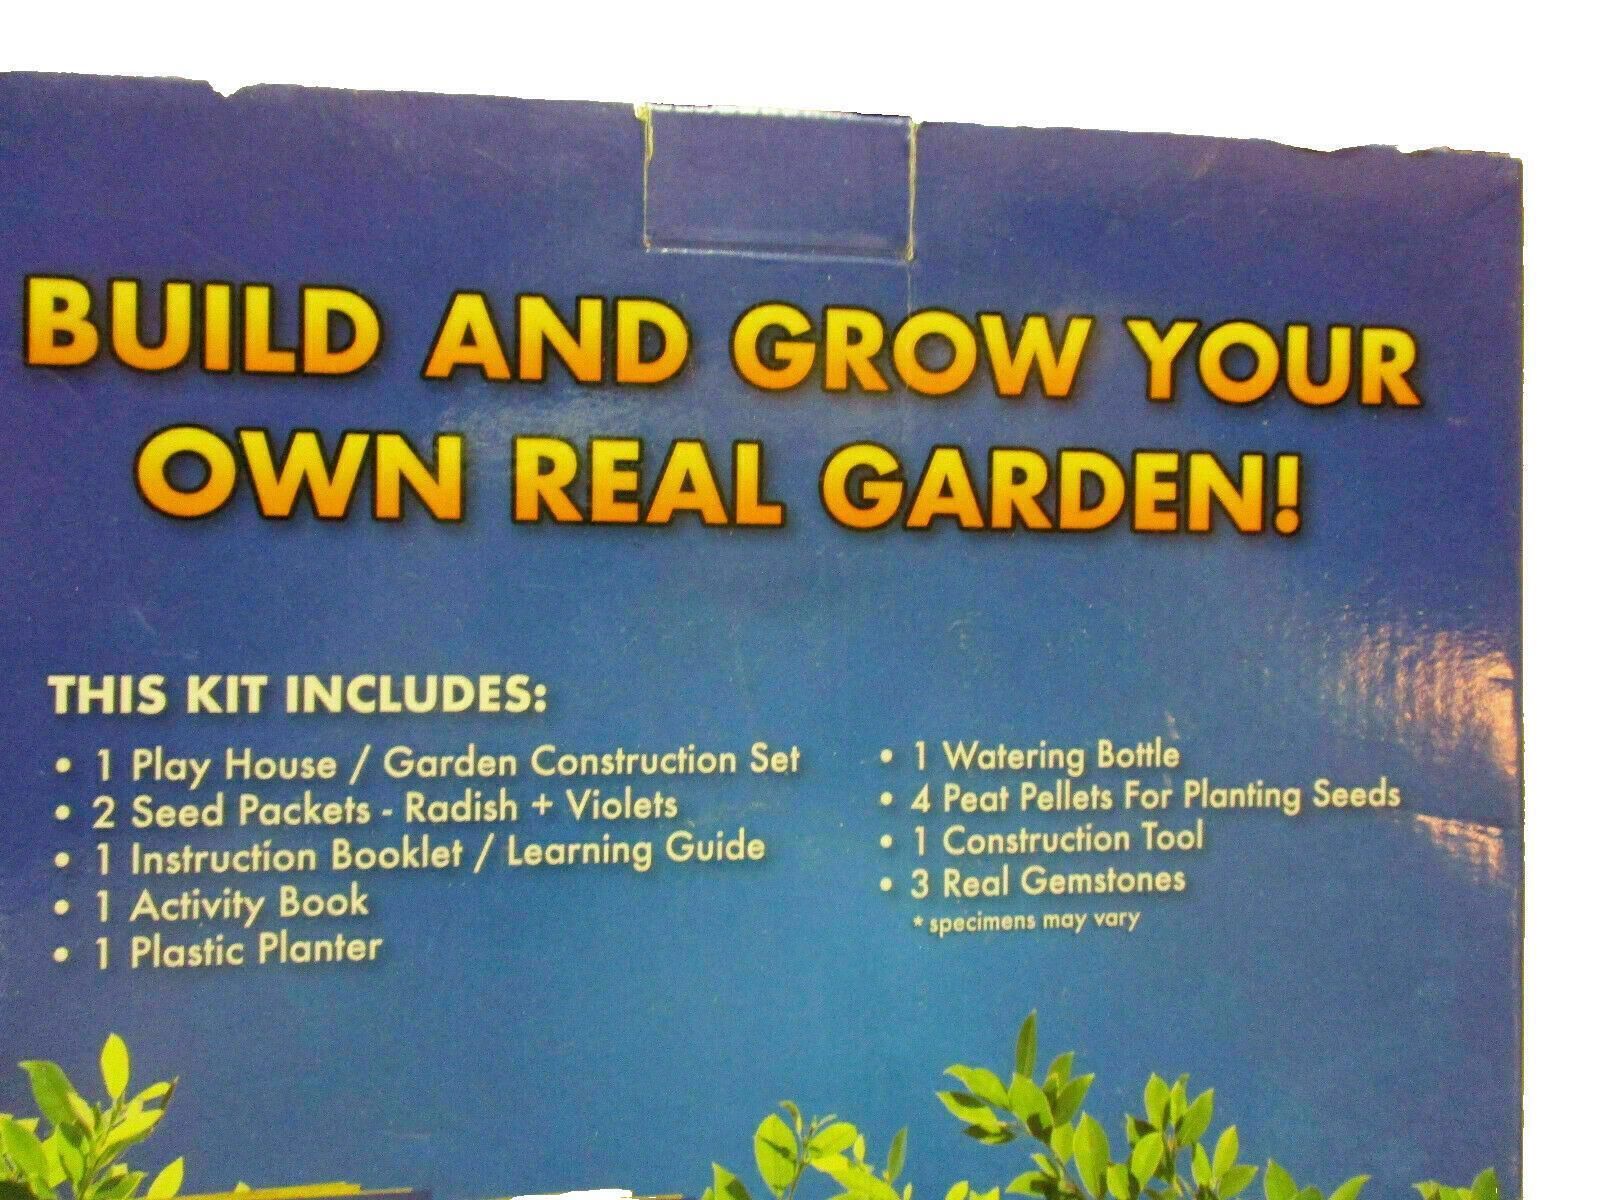 BUILD AND GROW YOUR
OWN REAL GARDEN!
THIS KIT INCLUDES:
• 1 Play House / Garden Construction Set
• 2 Seed Packets - Radish + Violets
• 1 Instruction Booklet / Learning Guide
• 1 Activity Book
• 1 Plastic Planter
• 1 Watering Bottle
• 4 Peat Pellets For Planting Seeds
• 1 Construction Tool
• 3 Real Gemstones
* specimens may vary